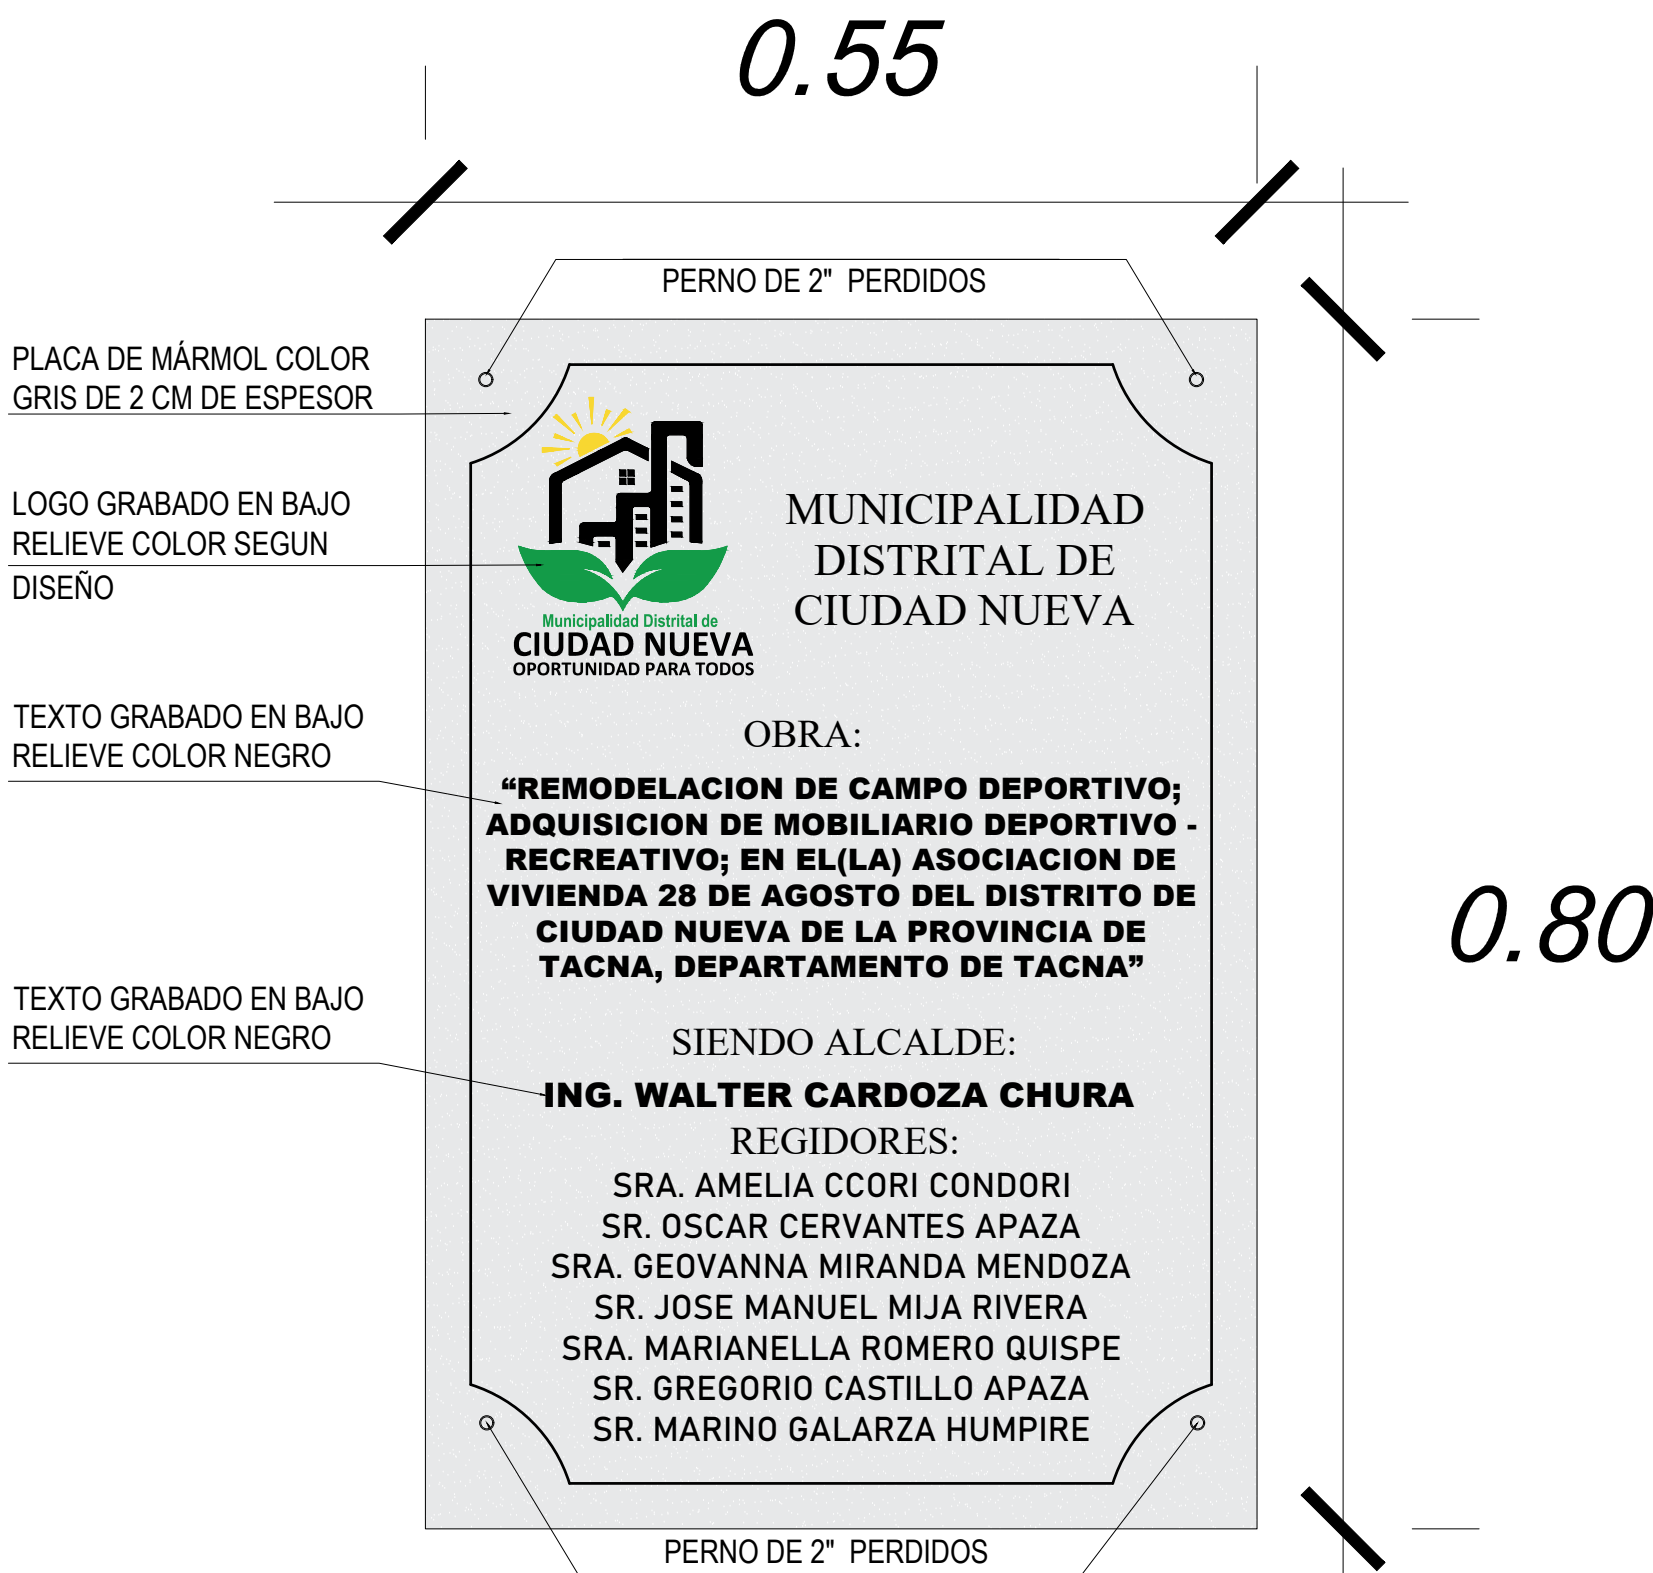 0.55
PERNO DE 2" PERDIDOS
PLACA DE MÁRMOL COLOR
GRIS DE 2 CM DE ESPESOR
LOGO GRABADO EN BAJO
RELIEVE COLOR SEGUN
DISEÑO
Municipalidad Distrital de
CIUDAD NUEVA
OPORTUNIDAD PARA TODOS
MUNICIPALIDAD
DISTRITAL DE
CIUDAD NUEVA
TEXTO GRABADO EN BAJO
RELIEVE COLOR NEGRO
OBRA:
“REMODELACION DE CAMPO DEPORTIVO;
ADQUISICION DE MOBILIARIO DEPORTIVO -
RECREATIVO; EN EL(LA) ASOCIACION DE
VIVIENDA 28 DE AGOSTO DEL DISTRITO DE
CIUDAD NUEVA DE LA PROVINCIA DE
TACNA, DEPARTAMENTO DE TACNA”
0.80
TEXTO GRABADO EN BAJO
RELIEVE COLOR NEGRO
SIENDO ALCALDE:
ING. WALTER CARDOZA CHURA
REGIDORES:
SRA. AMELIA CCORI CONDORI
SR. OSCAR CERVANTES APAZA
SRA. GEOVANNA MIRANDA MENDOZA
SR. JOSE MANUEL MIJA RIVERA
SRA. MARIANELLA ROMERO QUISPE
SR. GREGORIO CASTILLO APAZA
SR. MARINO GALARZA HUMPIRE
PERNO DE 2" PERDIDOS